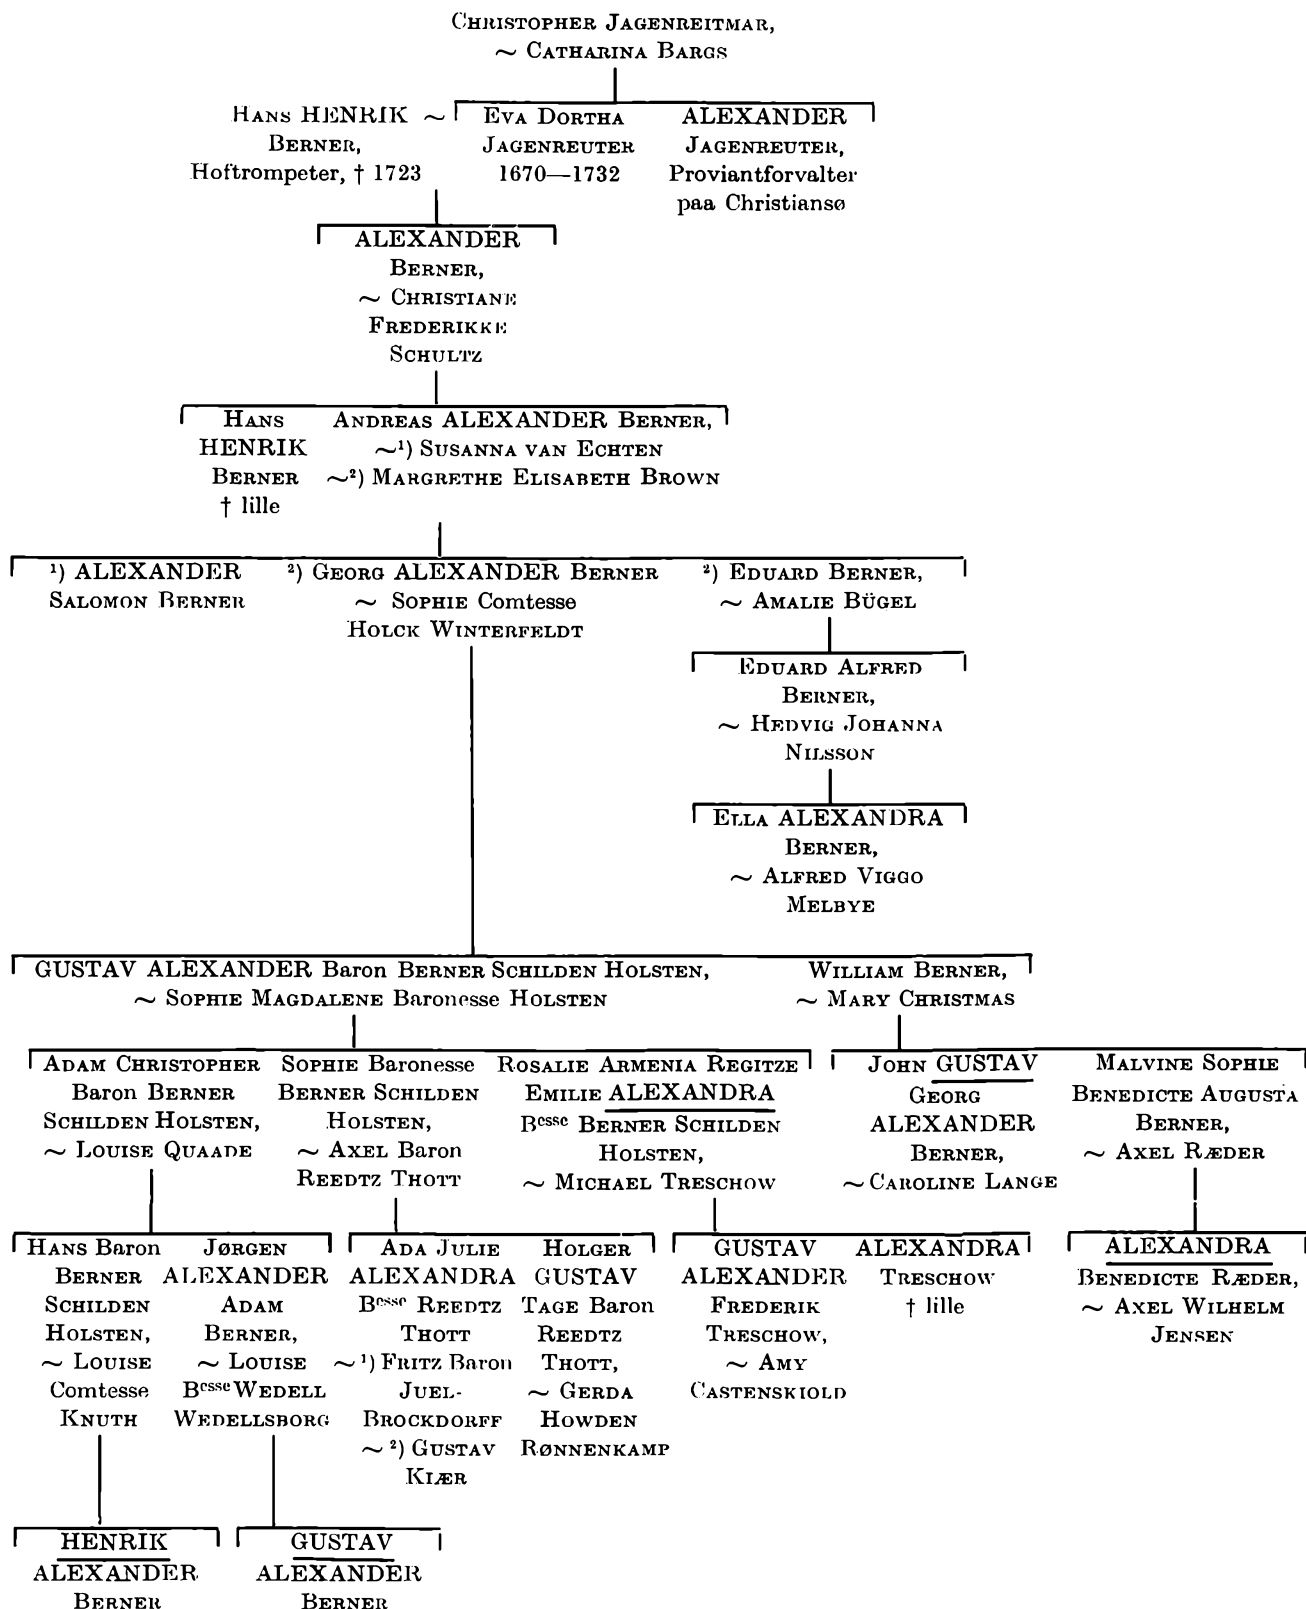 CHRISTOPHER JAGENREITMAR,
~ CATHARINA BARGS
HANS HENRIK ~
BERNER,
Hoftrompeter, † 1723
EVA DORTHA
JAGENREUTER
1670—1732
ALEXANDER
JAGENREUTER,
Proviantforvalter
paa Christiansø
ALEXANDER
BERNER,
~ CHRISTIANE
FREDERIKKE
SCHULTZ
HANS
HENRIK
BERNER
† lille
ANDREAS ALEXANDER BERNER,
~¹) SUSANNA VAN ECHTEN
~²) MARGRETHE ELISABETH BROWN
¹) ALEXANDER
SALOMON BERNER
²) GEORG ALEXANDER BERNER
~ SOPHIE Comtesse
HOLCK WINTERFELDT
²) EDUARD BERNER,
~ AMALIE BÜGEL
EDUARD ALFRED
BERNER,
~ HEDVIG JOHANNA
NILSSON
ELLA ALEXANDRA
BERNER,
~ ALFRED VIGGO
MELBYE
GUSTAV ALEXANDER Baron BERNER SCHILDEN HOLSTEN,
~ SOPHIE MAGDALENE Baronesse HOLSTEN
WILLIAM BERNER,
~ MARY CHRISTMAS
ADAM CHRISTOPHER
Baron BERNER
SCHILDEN HOLSTEN,
~ LOUISE QUAADE
SOPHIE Baronesse
BERNER SCHILDEN
HOLSTEN,
~ AXEL Baron
REEDTZ THOTT
ROSALIE ARMENIA REGITZE
EMILIE ALEXANDRA
Besse BERNER SCHILDEN
HOLSTEN,
~ MICHAEL TRESCHOW
JOHN GUSTAV
GEORG
ALEXANDER
BERNER,
~ CAROLINE LANGE
MALVINE SOPHIE
BENEDICTE AUGUSTA
BERNER,
~ AXEL RÆDER
HANS Baron
BERNER
SCHILDEN
HOLSTEN,
~ LOUISE
Comtesse
KNUTH
JØRGEN
ALEXANDER
ADAM
BERNER,
~ LOUISE
Besse WEDELL
WEDELLSBORG
ADA JULIE
ALEXANDRA
Besse REEDTZ
THOTT
~¹) FRITZ Baron
JUEL-
BROCKDORFF
~²) GUSTAV
KIÆR
HOLGER
GUSTAV
TAGE Baron
REEDTZ
THOTT,
~ GERDA
HOWDEN
RØNNENKAMP
GUSTAV
ALEXANDER
FREDERIK
TRESCHOW,
~ AMY
CASTENSKIOLD
ALEXANDRA
TRESCHOW
† lille
ALEXANDRA
BENEDICTE RÆDER,
~ AXEL WILHELM
JENSEN
HENRIK
ALEXANDER
BERNER
GUSTAV
ALEXANDER
BERNER